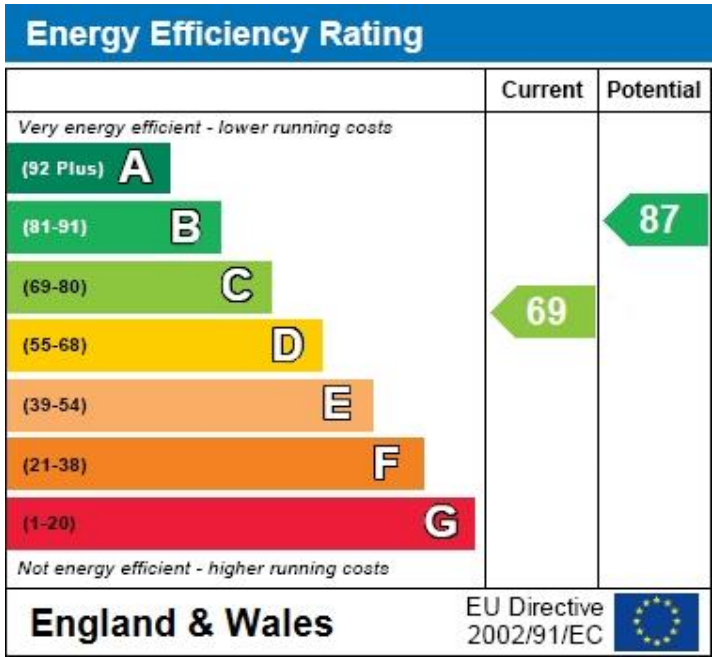 Energy Efficiency Rating
Current Potential
Very energy efficient - lower running costs
(92 Plus) A
(81-91) B
87
(69-80) C
69
(55-68) D
(39-54) E
(21-38) F
(1-20) G
Not energy efficient - higher running costs
England & Wales
EU Directive
2002/91/EC